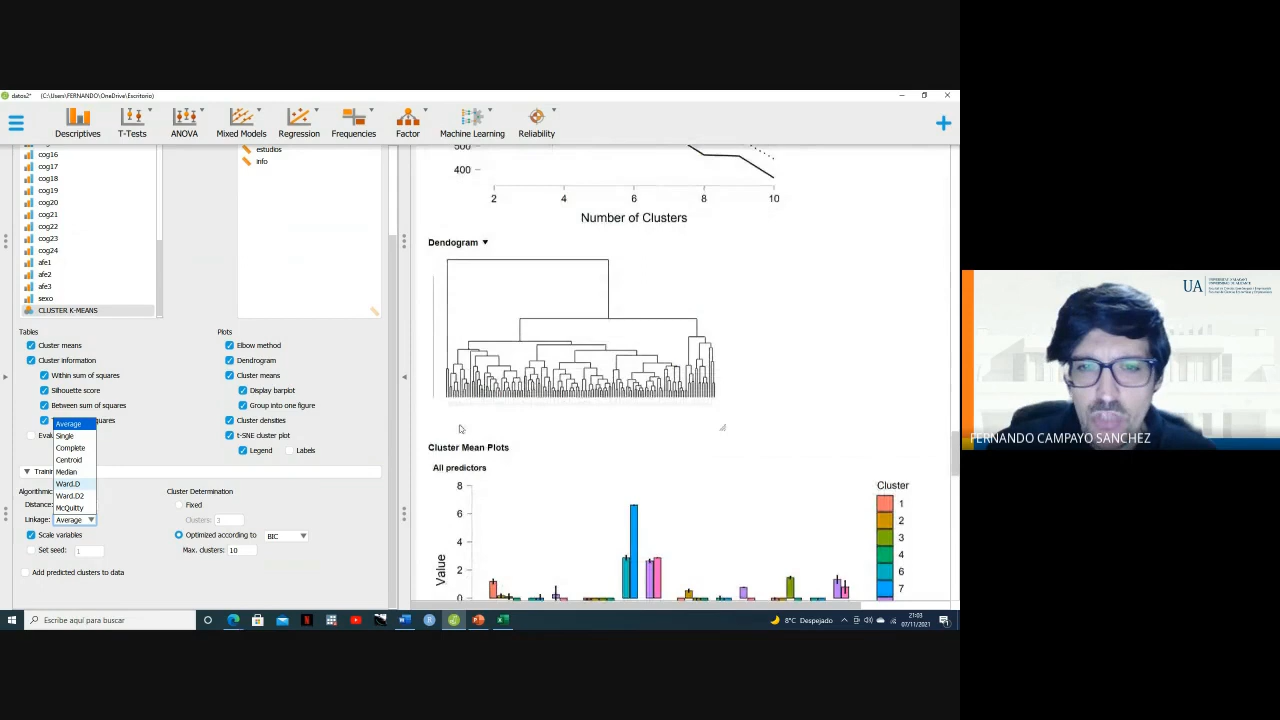 datos2* (C:\Users\FERNANDO\OneDrive\Escritorio)
Descriptives
T-Tests
ANOVA
Mixed Models
Regression
Frequencies
Factor
Machine Learning
Reliability
cog16
cog17
cog18
cog19
cog20
cog21
cog22
cog23
cog24
afe1
afe2
afe3
sexo
CLUSTER K-MEANS
estudios
info
Tables
Cluster means
Cluster information
Within sum of squares
Silhouette score
Between sum of squares
Average
Single
Complete
Centroid
Median
Ward.D
Ward.D2
McQuitty
Distance:
Linkage: Average
Scale variables
Set seed: 1
Add predicted clusters to data
Plots
Elbow method
Dendrogram
Cluster means
Display barplot
Group into one figure
Cluster densities
t-SNE cluster plot
Legend
Labels
Cluster Determination
Fixed
Clusters: 3
Optimized according to BIC
Max. clusters: 10
500
400
2 4 6 8 10
Number of Clusters
Dendogram
Cluster Mean Plots
All predictors
8
6
4
2
0
Value
Cluster
1
2
3
4
6
7
UA
FERNANDO CAMPAYO SANCHEZ
Escribe aquí para buscar
8°C Despejado
21:03
07/11/2021